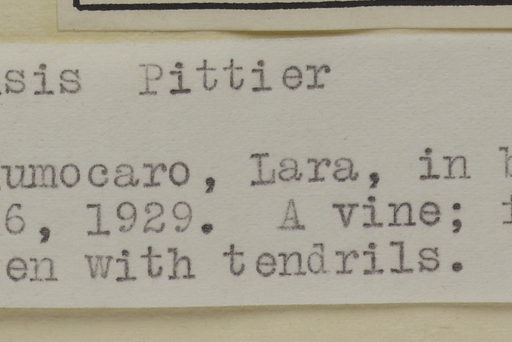 sis Pittier
umocaro, Lara, in b
6, 1929. A vine; i
en with tendrils.